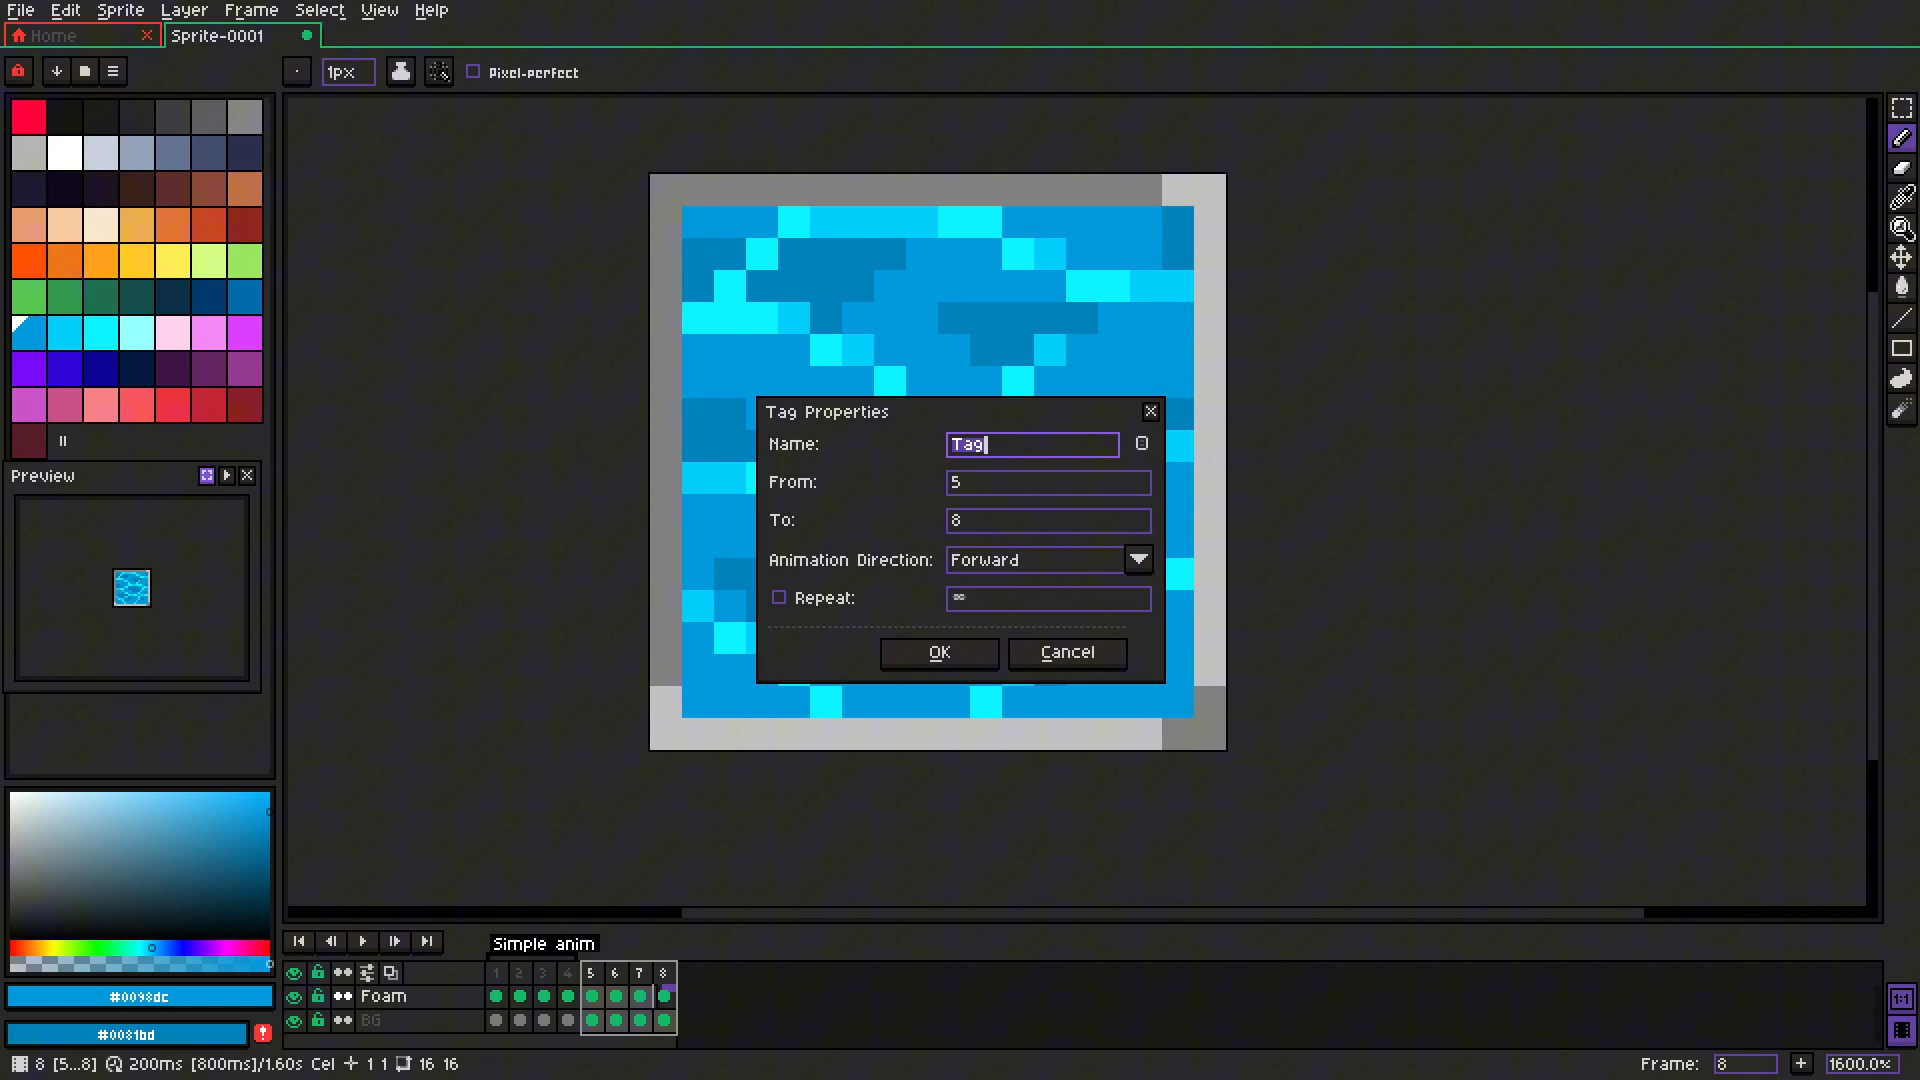 File Edit Sprite Layer Frame Select View Help
Home Sprite-0001
1px Pixel-perfect
Preview
Tag Properties
Name: Tag
From: 5
To: 8
Animation Direction: Forward
Repeat: ∞
OK Cancel
Simple anim
1 2 3 4 5 6 7 8
Foam
BG
#0098dc
#0081bd
8 [5...8] 200ms [800ms]/1.60s Cel 1 1 16 16
Frame: 8 + 1600.0%
1:1